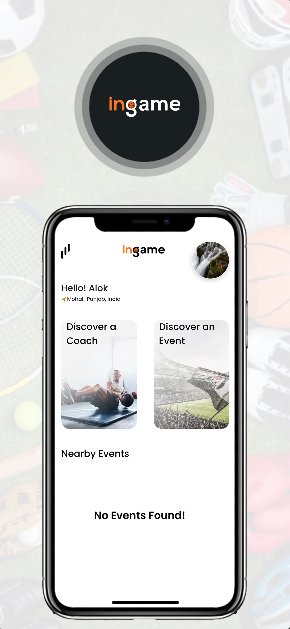 ingame
ingame
Hello! Alok
Mohali, Punjab, India
Discover a
Coach
Discover an
Event
Nearby Events
No Events Found!